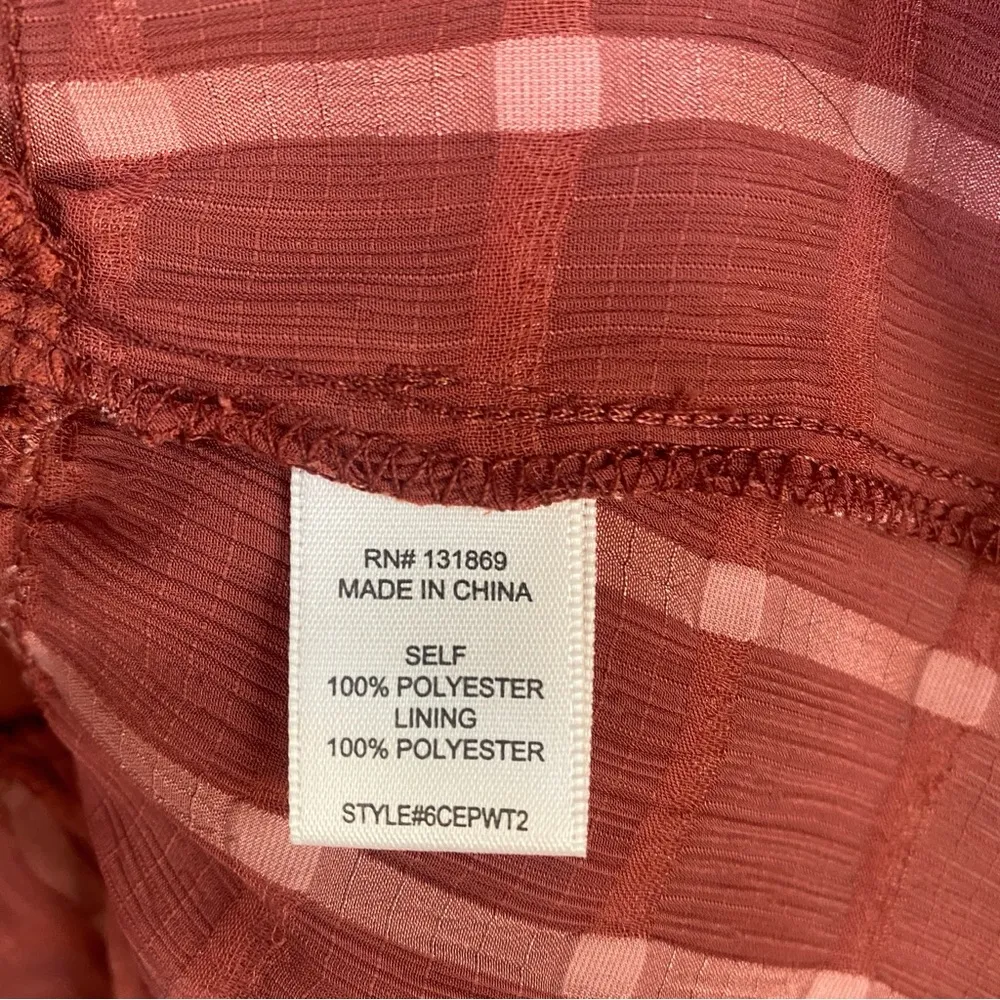 RN# 131869
MADE IN CHINA
SELF
100% POLYESTER
LINING
100% POLYESTER
STYLE#6CEPWT2